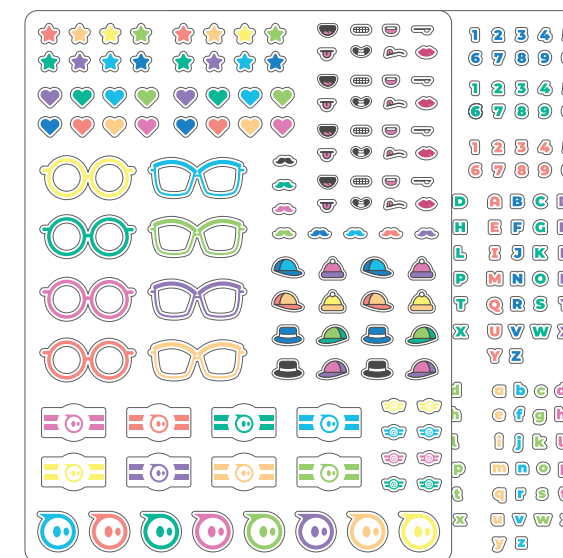 1 2 3 4
6 7 8 9
1 2 3 4
6 7 8 9
1 2 3 4
6 7 8 9
D A B C
H E F G
L I J K
P M N O
T Q R S
X U V W
Y Z
d a b c d
h e f g h
i j k l
p m n o p
t q r s t
x u v w x
y z